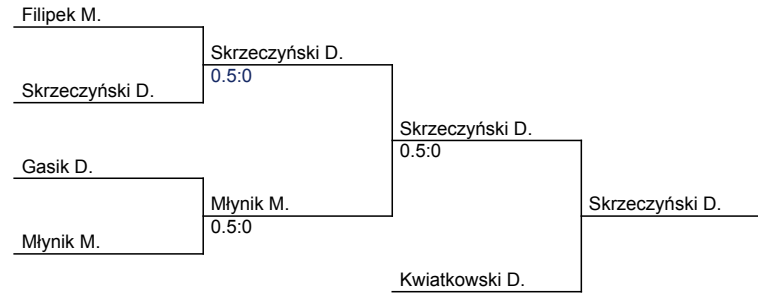 Filipek M.
Skrzeczyński D.
0.5:0
Skrzeczyński D.
Skrzeczyński D.
0.5:0
Gasik D.
Młynik M.
0.5:0
Skrzeczyński D.
Młynik M.
Kwiatkowski D.